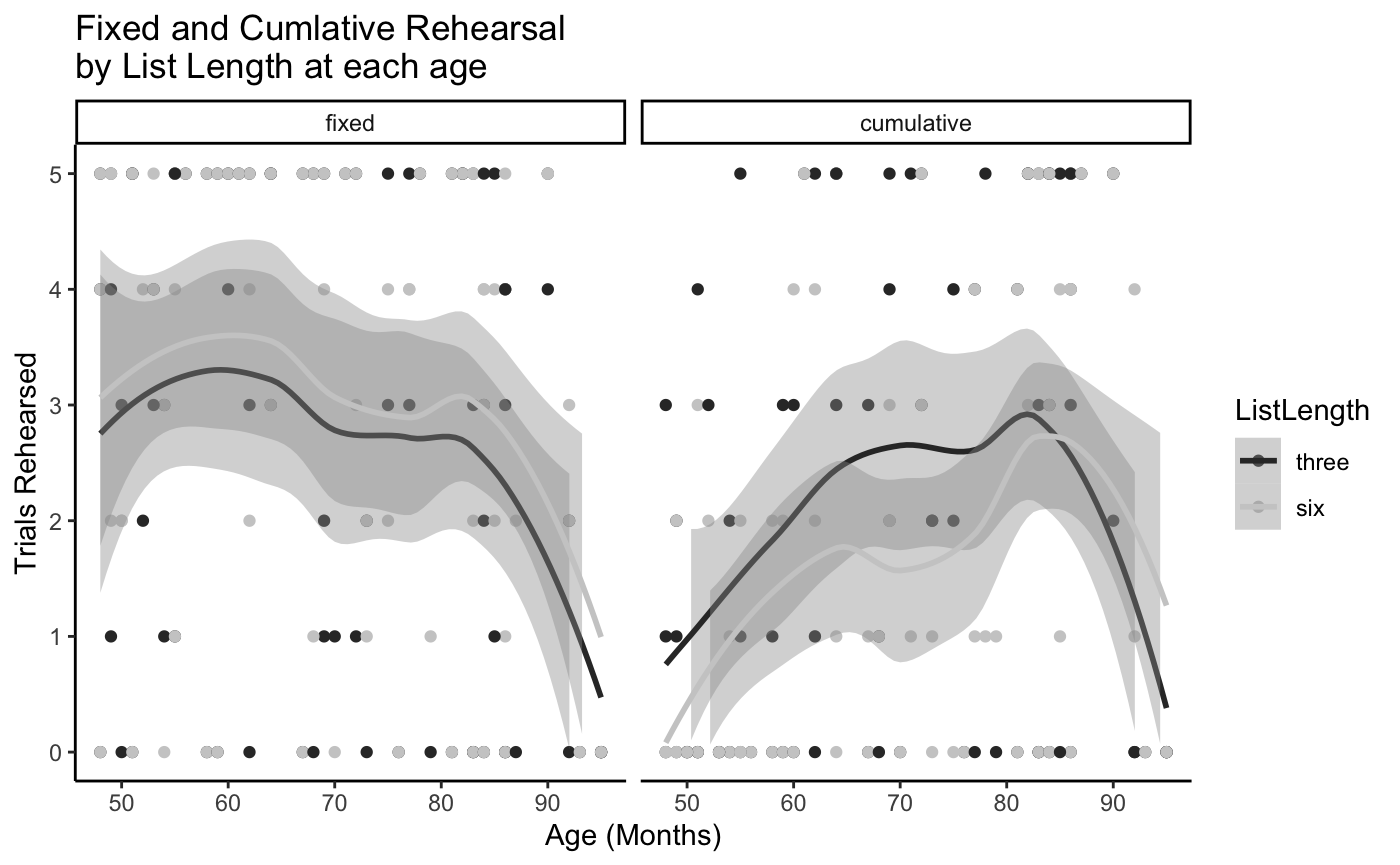 Fixed and Cumlative Rehearsal
by List Length at each age
fixed
cumulative
Trials Rehearsed
5
4
3
2
1
0
50 60 70 80 90
50 60 70 80 90
Age (Months)
ListLength
three
six